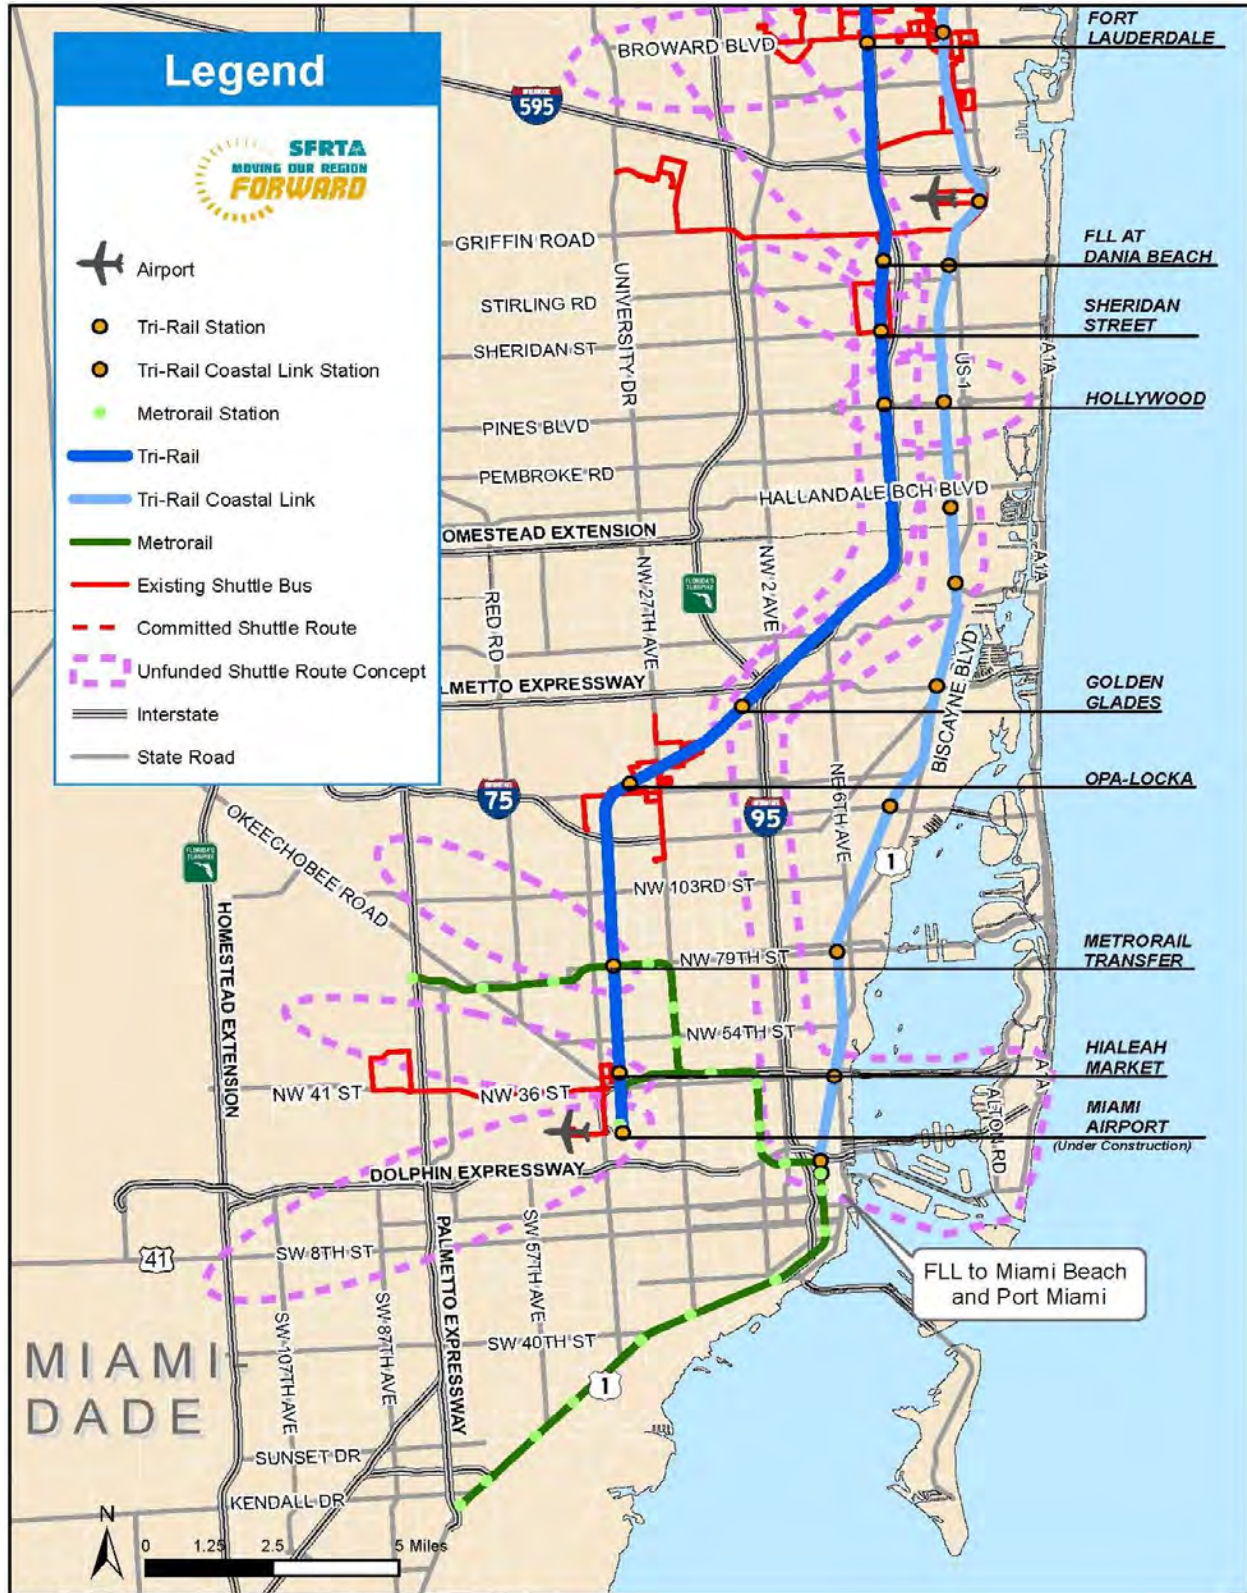 Legend
SFRTA
MOVING OUR REGION
FORWARD
Airport
Tri-Rail Station
Tri-Rail Coastal Link Station
Metrorail Station
Tri-Rail
Tri-Rail Coastal Link
Metrorail
Existing Shuttle Bus
Committed Shuttle Route
Unfunded Shuttle Route Concept
Interstate
State Road
BROWARD BLVD
595
GRIFFIN ROAD
STIRLING RD
SHERIDAN ST
UNIVERSITY DR
PINES BLVD
PEMBROKE RD
HALLANDALE BCH BLVD
OMESTEAD EXTENSION
US 1
A1A
A1A
RED RD
NW 27TH AVE
NW 2 AVE
LMETTO EXPRESSWAY
BISCAYNE BLVD
NE 6TH AVE
75
95
1
OKEECHOBEE ROAD
HOMESTEAD EXTENSION
NW 103RD ST
NW 79TH ST
NW 54TH ST
NW 41 ST
NW 36 ST
A1A
ALTON RD
DOLPHIN EXPRESSWAY
PALMETTO EXPRESSWAY
SW 57TH AVE
41
SW 8TH ST
SW 107TH AVE
SW 87TH AVE
SW 40TH ST
1
SUNSET DR
KENDALL DR
MIAMI-
DADE
FORT
LAUDERDALE
FLL AT
DANIA BEACH
SHERIDAN
STREET
HOLLYWOOD
GOLDEN
GLADES
OPA-LOCKA
METRORAIL
TRANSFER
HIALEAH
MARKET
MIAMI
AIRPORT
(Under Construction)
FLL to Miami Beach
and Port Miami
N
0 1.25 2.5 5 Miles